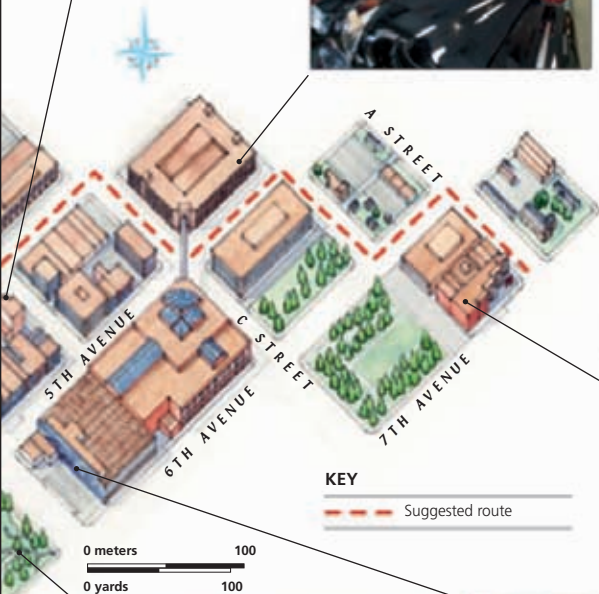 A STREET
5TH AVENUE
C STREET
6TH AVENUE
7TH AVENUE
KEY
Suggested route
0 meters 100
0 yards 100